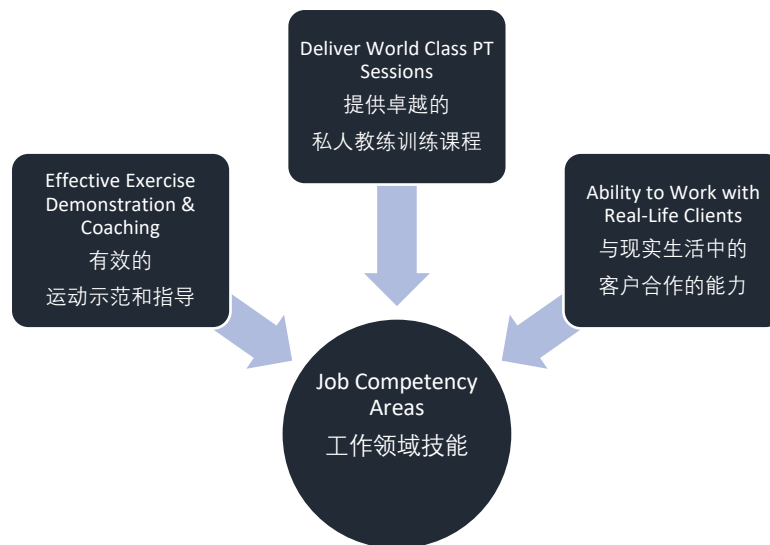 Deliver World Class PT
Sessions
提供卓越的
私人教练训练课程
Effective Exercise
Demonstration &
Coaching
有效的
运动示范和指导
Ability to Work with
Real-Life Clients
与现实生活中的
客户合作的能力
Job Competency
Areas
工作领域技能